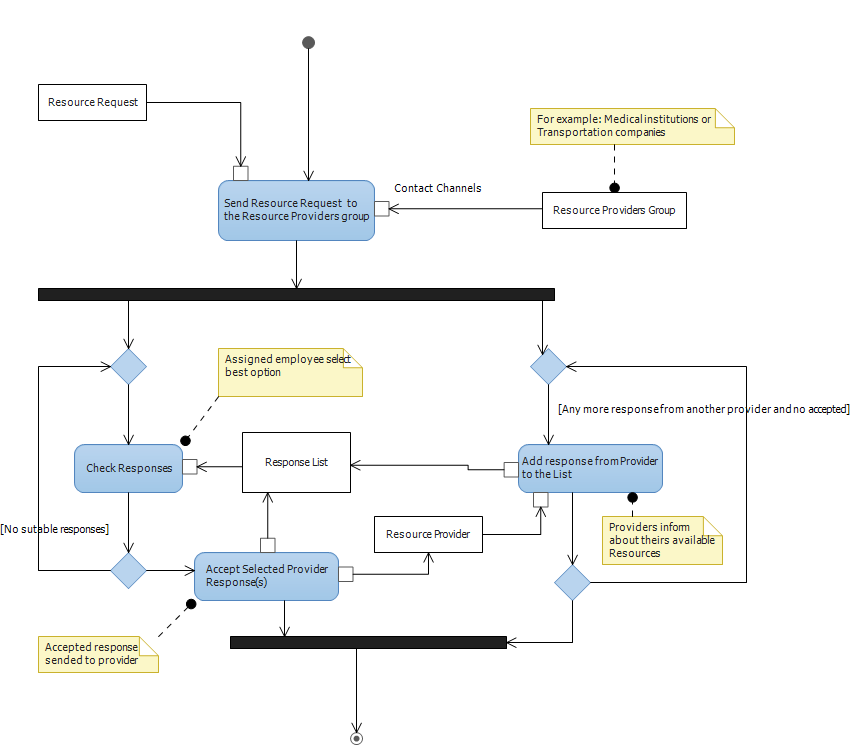 Resource Request
For example: Medical institutions or
Transportation companies
Contact Channels
Send Resource Request to
the Resource Providers group
Resource Providers Group
Assigned employee select
best option
[Any more response from another provider and no accepted]
Check Responses
Response List
Add response from Provider
to the List
[No sutable responses]
Resource Provider
Providers inform
about theirs available
Resources
Accept Selected Provider
Response(s)
Accepted response
sended to provider